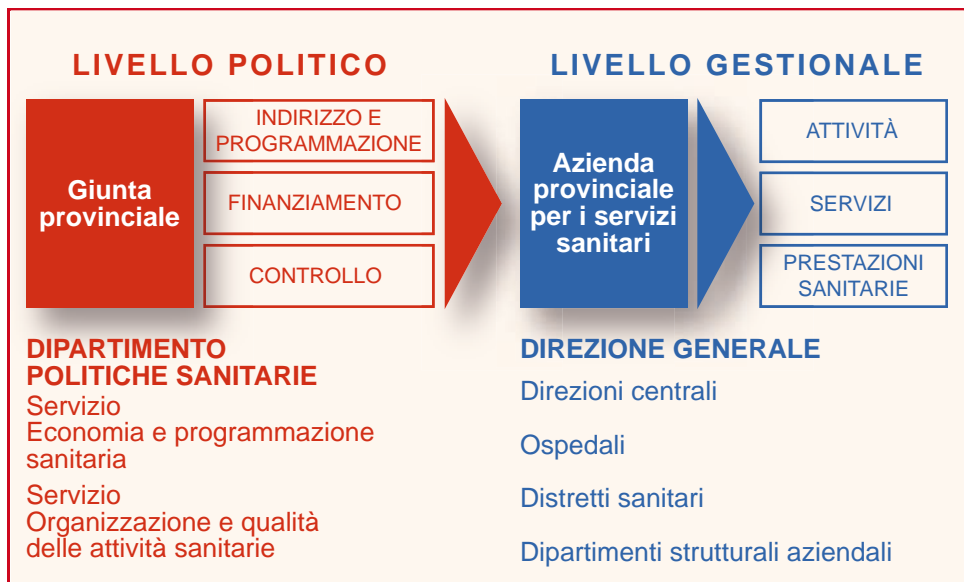 LIVELLO POLITICO
Giunta
provinciale
INDIRIZZO E
PROGRAMMAZIONE
FINANZIAMENTO
CONTROLLO
DIPARTIMENTO
POLITICHE SANITARIE
Servizio
Economia e programmazione
sanitaria
Servizio
Organizzazione e qualità
delle attività sanitarie
LIVELLO GESTIONALE
Azienda
provinciale
per i servizi
sanitari
ATTIVITÀ
SERVIZI
PRESTAZIONI
SANITARIE
DIREZIONE GENERALE
Direzioni centrali
Ospedali
Distretti sanitari
Dipartimenti strutturali aziendali